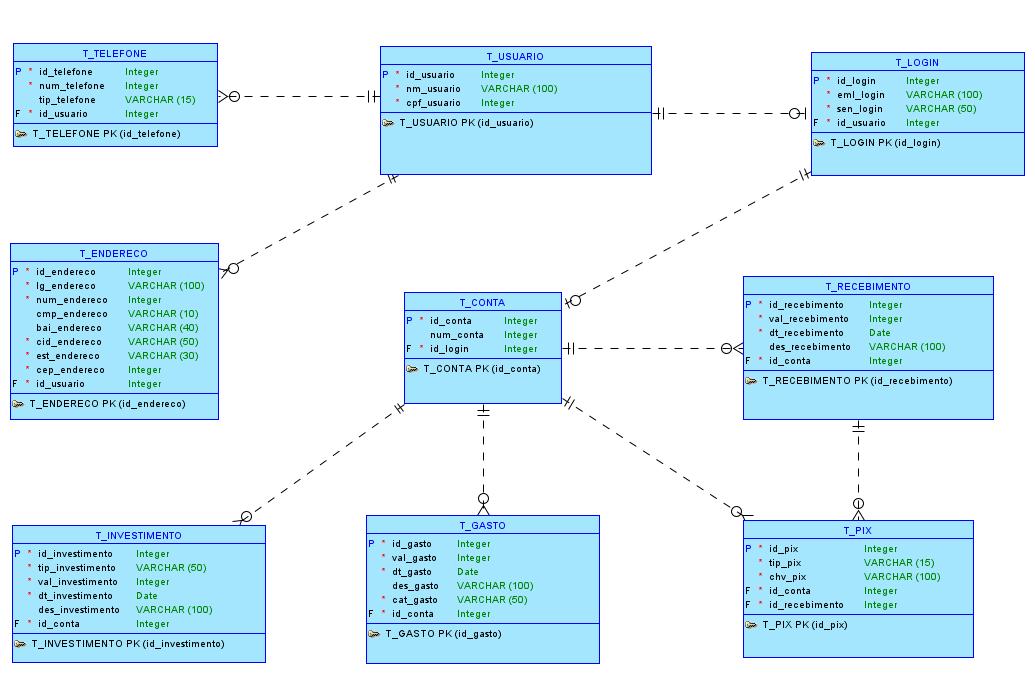 T_TELEFONE
P * id_telefone Integer
* num_telefone Integer
tip_telefone VARCHAR (15)
F * id_usuario Integer
T_TELEFONE PK (id_telefone)
T_USUARIO
P * id_usuario Integer
* nm_usuario VARCHAR (100)
* cpf_usuario Integer
T_USUARIO PK (id_usuario)
T_LOGIN
P * id_login Integer
* eml_login VARCHAR (100)
* sen_login VARCHAR (50)
F * id_usuario Integer
T_LOGIN PK (id_login)
T_ENDERECO
P * id_endereco Integer
* lg_endereco VARCHAR (100)
* num_endereco Integer
cmp_endereco VARCHAR (10)
* bai_endereco VARCHAR (40)
* cid_endereco VARCHAR (50)
* est_endereco VARCHAR (30)
* cep_endereco Integer
F * id_usuario Integer
T_ENDERECO PK (id_endereco)
T_CONTA
P * id_conta Integer
num_conta Integer
F * id_login Integer
T_CONTA PK (id_conta)
T_RECEBIMENTO
P * id_recebimento Integer
* val_recebimento Integer
* dt_recebimento Date
des_recebimento VARCHAR (100)
F * id_conta Integer
T_RECEBIMENTO PK (id_recebimento)
T_INVESTIMENTO
P * id_investimento Integer
* tip_investimento VARCHAR (50)
* val_investimento Integer
* dt_investimento Date
des_investimento VARCHAR (100)
F * id_conta Integer
T_INVESTIMENTO PK (id_investimento)
T_GASTO
P * id_gasto Integer
* val_gasto Integer
* dt_gasto Date
des_gasto VARCHAR (100)
* cat_gasto VARCHAR (50)
F * id_conta Integer
T_GASTO PK (id_gasto)
T_PIX
P * id_pix Integer
* tip_pix VARCHAR (15)
* chv_pix VARCHAR (100)
F * id_conta Integer
F * id_recebimento Integer
T_PIX PK (id_pix)